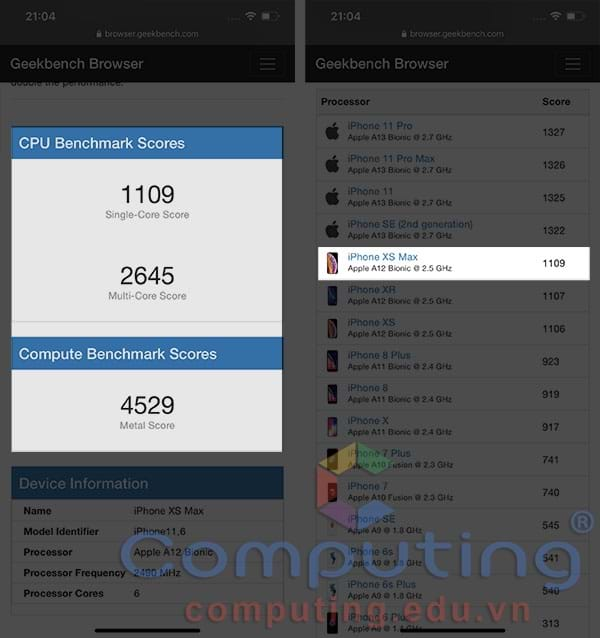 21:04
browser.geekbench.com
Geekbench Browser
double the performance.
CPU Benchmark Scores
1109
Single-Core Score
2645
Multi-Core Score
Compute Benchmark Scores
4529
Metal Score
Device Information
Name iPhone XS Max
Model Identifier iPhone11,6
Processor Apple A12 Bionic
Processor Frequency 2490 MHz
Processor Cores 6
21:04
browser.geekbench.com
Geekbench Browser
Processor Score
iPhone 11 Pro
Apple A13 Bionic @ 2.7 GHz 1327
iPhone 11 Pro Max
Apple A13 Bionic @ 2.7 GHz 1326
iPhone 11
Apple A13 Bionic @ 2.7 GHz 1325
iPhone SE (2nd generation)
Apple A13 Bionic @ 2.7 GHz 1322
iPhone XS Max
Apple A12 Bionic @ 2.5 GHz 1109
iPhone XR
Apple A12 Bionic @ 2.5 GHz 1107
iPhone XS
Apple A12 Bionic @ 2.5 GHz 1106
iPhone 8 Plus
Apple A11 Bionic @ 2.4 GHz 923
iPhone 8
Apple A11 Bionic @ 2.4 GHz 919
iPhone X
Apple A11 Bionic @ 2.4 GHz 917
iPhone 7 Plus
Apple A10 Fusion @ 2.3 GHz 741
iPhone 7
Apple A10 Fusion @ 2.3 GHz 740
iPhone SE
Apple A9 @ 1.8 GHz 545
iPhone 6s
Apple A9 @ 1.8 GHz 541
iPhone 6s Plus
Apple A9 @ 1.8 GHz 540
iPhone 6 Plus
313
Computing®
computing.edu.vn